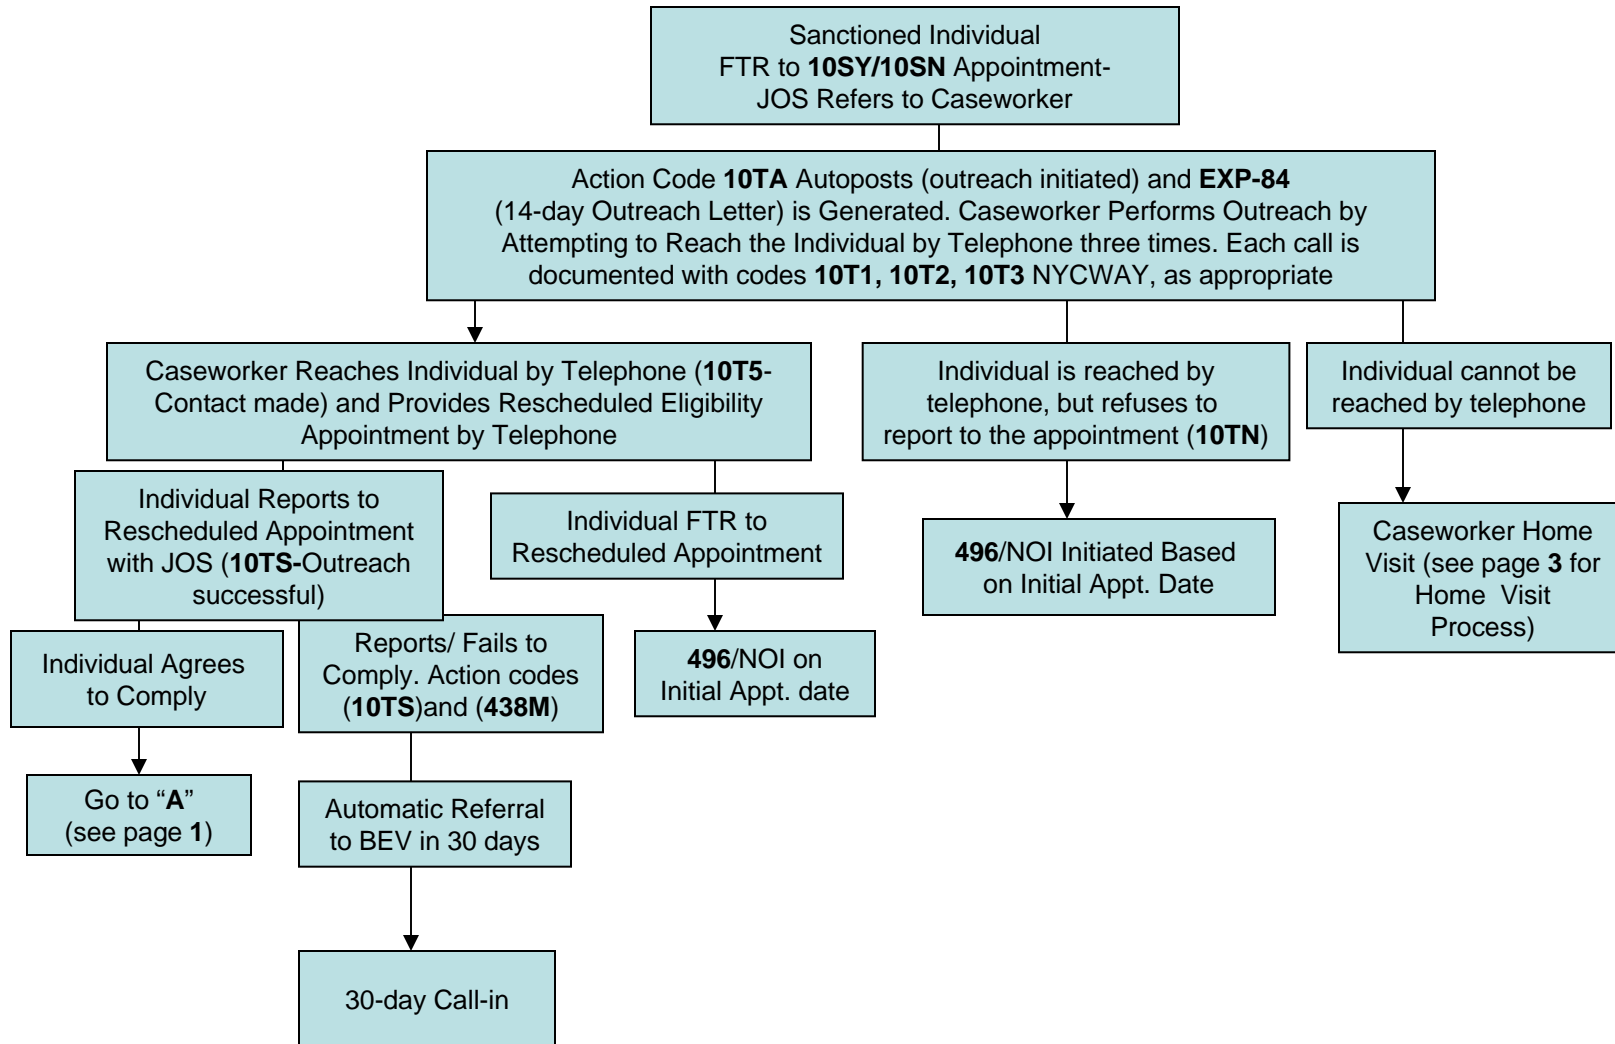 Sanctioned Individual
FTR to 10SY/10SN Appointment-
JOS Refers to Caseworker
Action Code 10TA Autoposts (outreach initiated) and EXP-84
(14-day Outreach Letter) is Generated. Caseworker Performs Outreach by
Attempting to Reach the Individual by Telephone three times. Each call is
documented with codes 10T1, 10T2, 10T3 NYCWAY, as appropriate
Caseworker Reaches Individual by Telephone (10T5-
Contact made) and Provides Rescheduled Eligibility
Appointment by Telephone
Individual is reached by
telephone, but refuses to
report to the appointment (10TN)
Individual cannot be
reached by telephone
Individual Reports to
Rescheduled Appointment
with JOS (10TS-Outreach
successful)
Individual FTR to
Rescheduled Appointment
496/NOI Initiated Based
on Initial Appt. Date
Caseworker Home
Visit (see page 3 for
Home Visit
Process)
Individual Agrees
to Comply
Reports/ Fails to
Comply. Action codes
(10TS)and (438M)
496/NOI on
Initial Appt. date
Go to “A”
(see page 1)
Automatic Referral
to BEV in 30 days
30-day Call-in